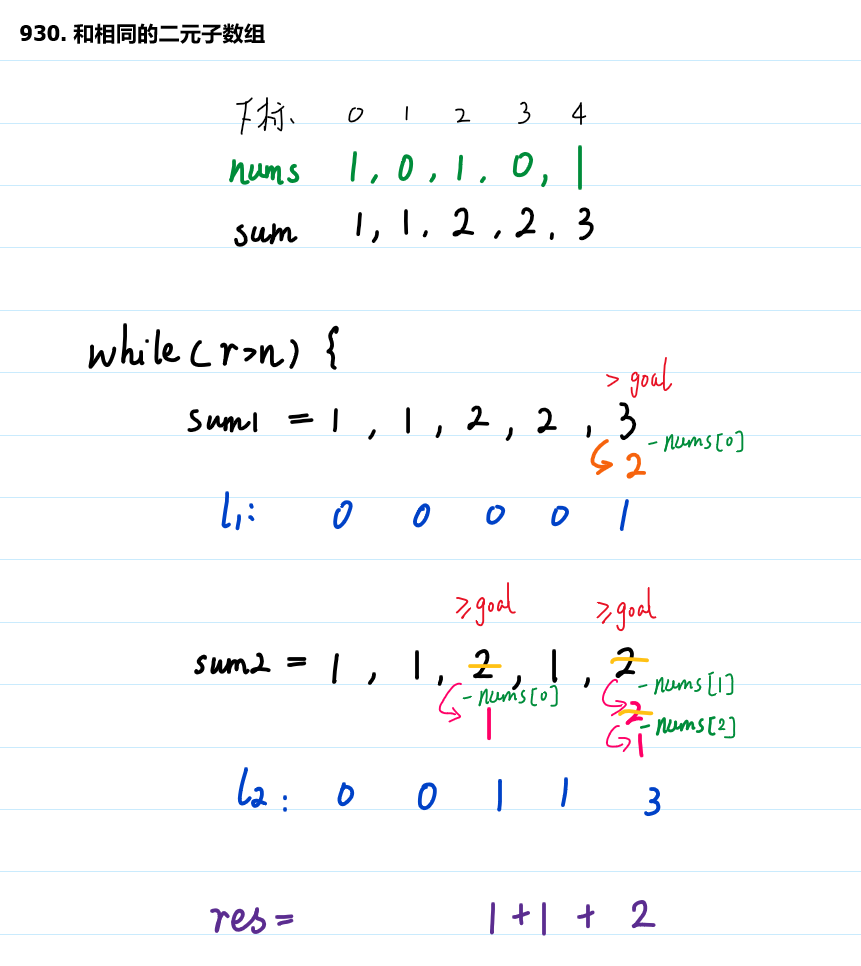 930. 和相同的二元子数组
下标、 0 1 2 3 4
nums 1, 0, 1, 0, 1
sum 1, 1, 2, 2, 3
while(r>n) {
> goal
sum1 = 1, 1, 2, 2, 3
- nums[0]
2
l1: 0 0 0 0 1
≥goal ≥goal
sum2 = 1, 1, 2, 1, 2
- nums[0] - nums[1]
1 2 - nums[2]
1
l2: 0 0 1 1 3
res = 1+1 + 2